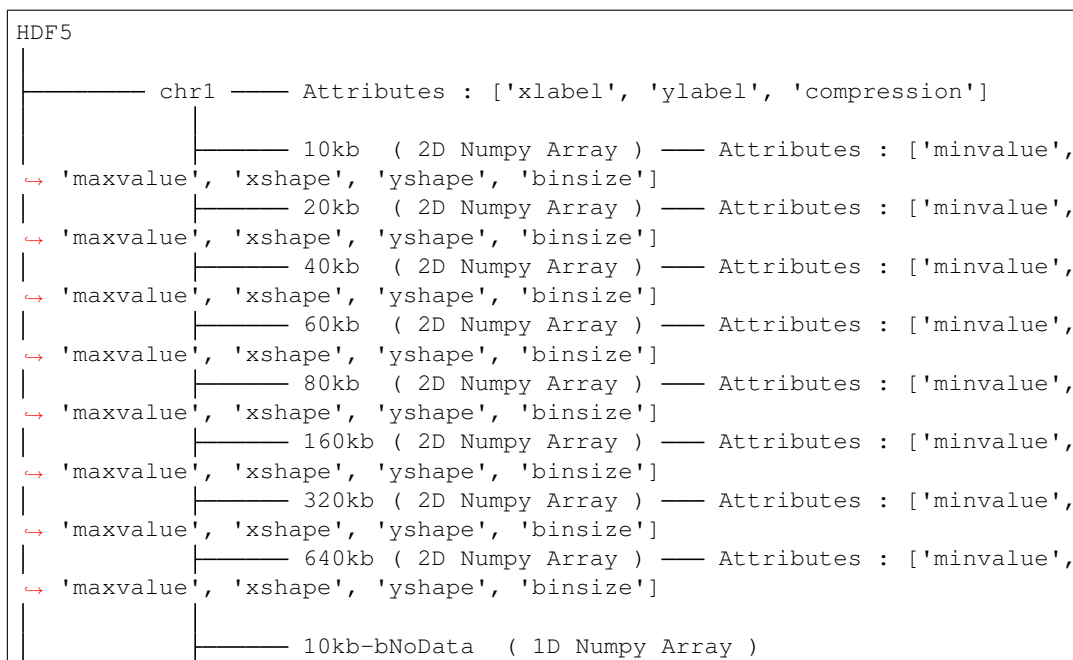 HDF5
chr1 ──── Attributes : ['xlabel', 'ylabel', 'compression']
10kb ( 2D Numpy Array ) ─── Attributes : ['minvalue',
↪ 'maxvalue', 'xshape', 'yshape', 'binsize']
20kb ( 2D Numpy Array ) ─── Attributes : ['minvalue',
↪ 'maxvalue', 'xshape', 'yshape', 'binsize']
40kb ( 2D Numpy Array ) ─── Attributes : ['minvalue',
↪ 'maxvalue', 'xshape', 'yshape', 'binsize']
60kb ( 2D Numpy Array ) ─── Attributes : ['minvalue',
↪ 'maxvalue', 'xshape', 'yshape', 'binsize']
80kb ( 2D Numpy Array ) ─── Attributes : ['minvalue',
↪ 'maxvalue', 'xshape', 'yshape', 'binsize']
160kb ( 2D Numpy Array ) ─── Attributes : ['minvalue',
↪ 'maxvalue', 'xshape', 'yshape', 'binsize']
320kb ( 2D Numpy Array ) ─── Attributes : ['minvalue',
↪ 'maxvalue', 'xshape', 'yshape', 'binsize']
640kb ( 2D Numpy Array ) ─── Attributes : ['minvalue',
↪ 'maxvalue', 'xshape', 'yshape', 'binsize']
10kb-bNoData ( 1D Numpy Array )